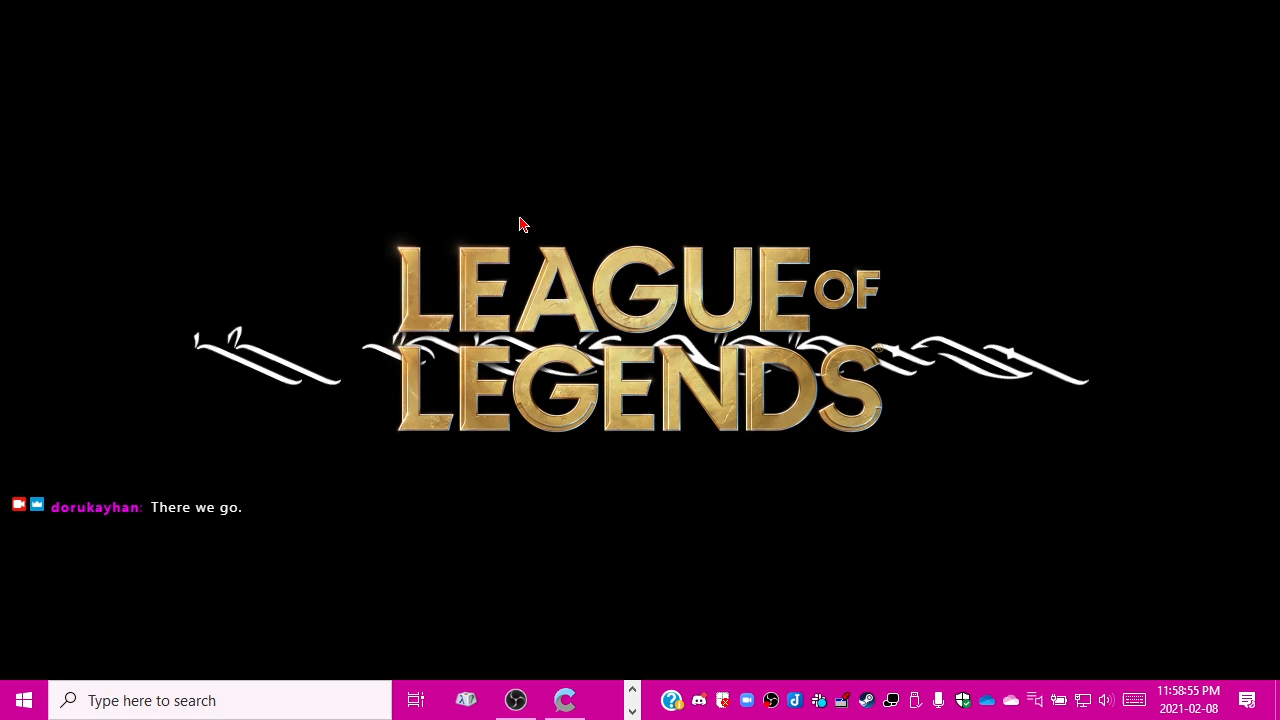 LEAGUE OF
LEGENDS
dorukayhan: There we go.
Type here to search
11:58:55 PM
2021-02-08